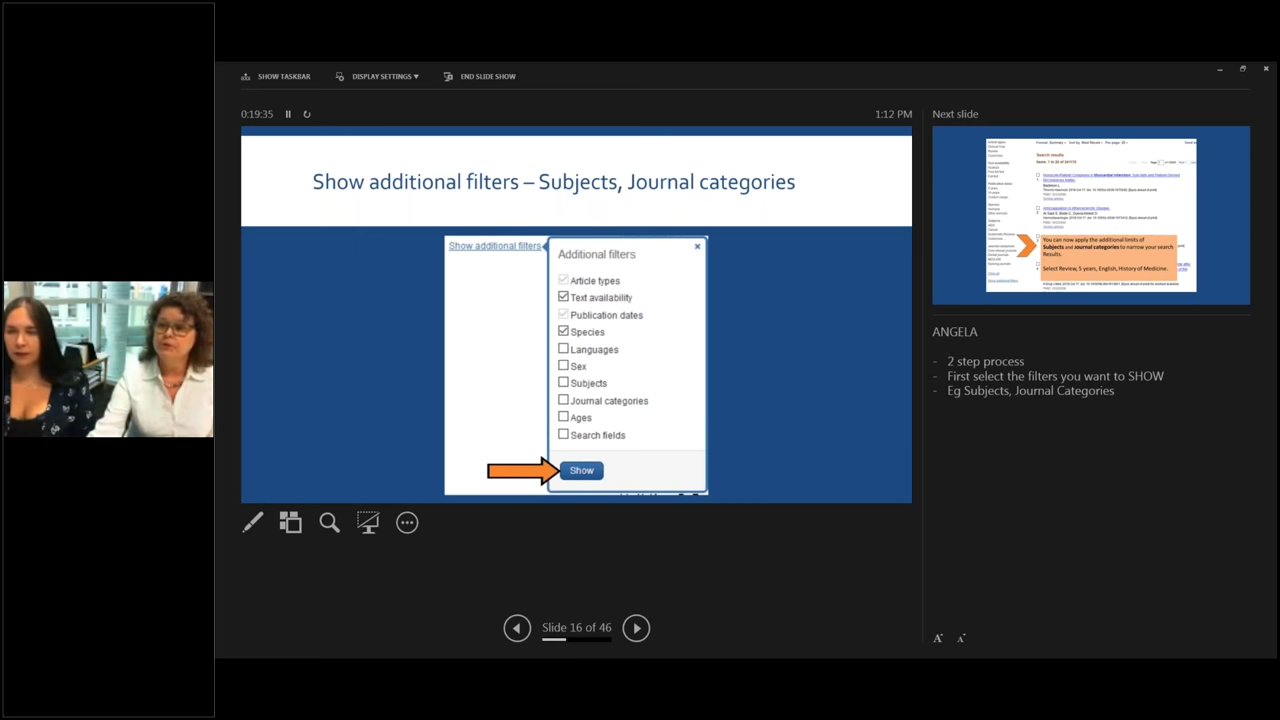 SHOW TASKBAR
DISPLAY SETTINGS ▼
END SLIDE SHOW
0:19:35
1:12 PM
Show additional filters – Subjects, Journal categories
Show additional filters
Additional filters
Article types
Text availability
Publication dates
Species
Languages
Sex
Subjects
Journal categories
Ages
Search fields
Show
Slide 16 of 46
Next slide
Search results
You can now apply the additional limits of
Subjects and Journal categories to narrow your search
Results.
Select Review, 5 years, English, History of Medicine.
ANGELA
- 2 step process
- First select the filters you want to SHOW
- Eg Subjects, Journal Categories